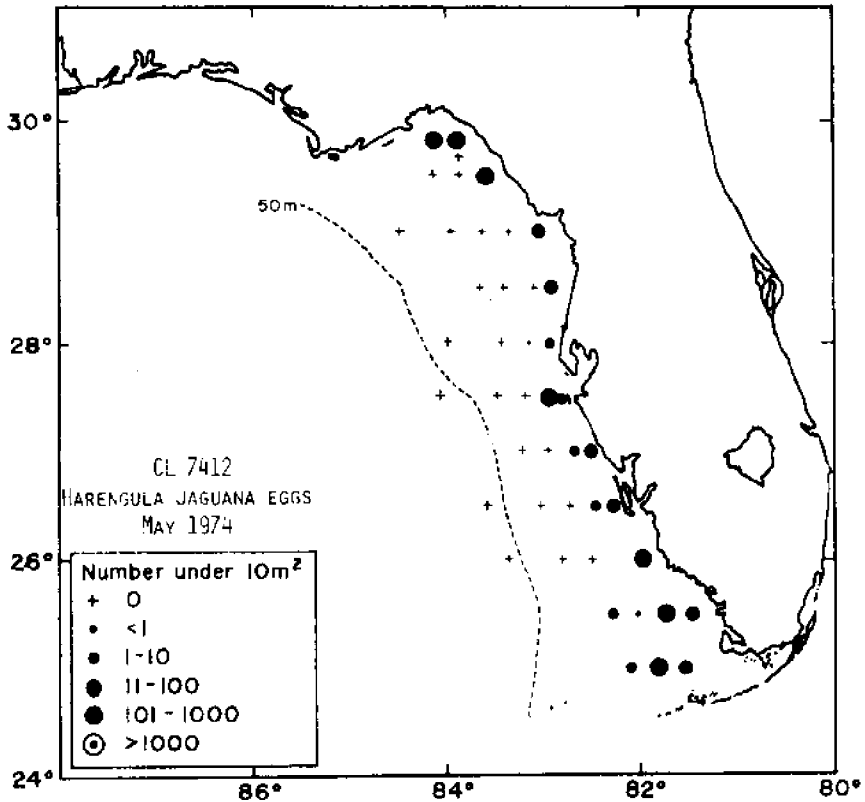 30°
50m
28°
CL 7412
HARENGULA JAGUANA EGGS
MAY 1974
26°
Number under 10m²
+ 0
<1
1-10
11-100
101-1000
>1000
24°
86° 84° 82° 80°